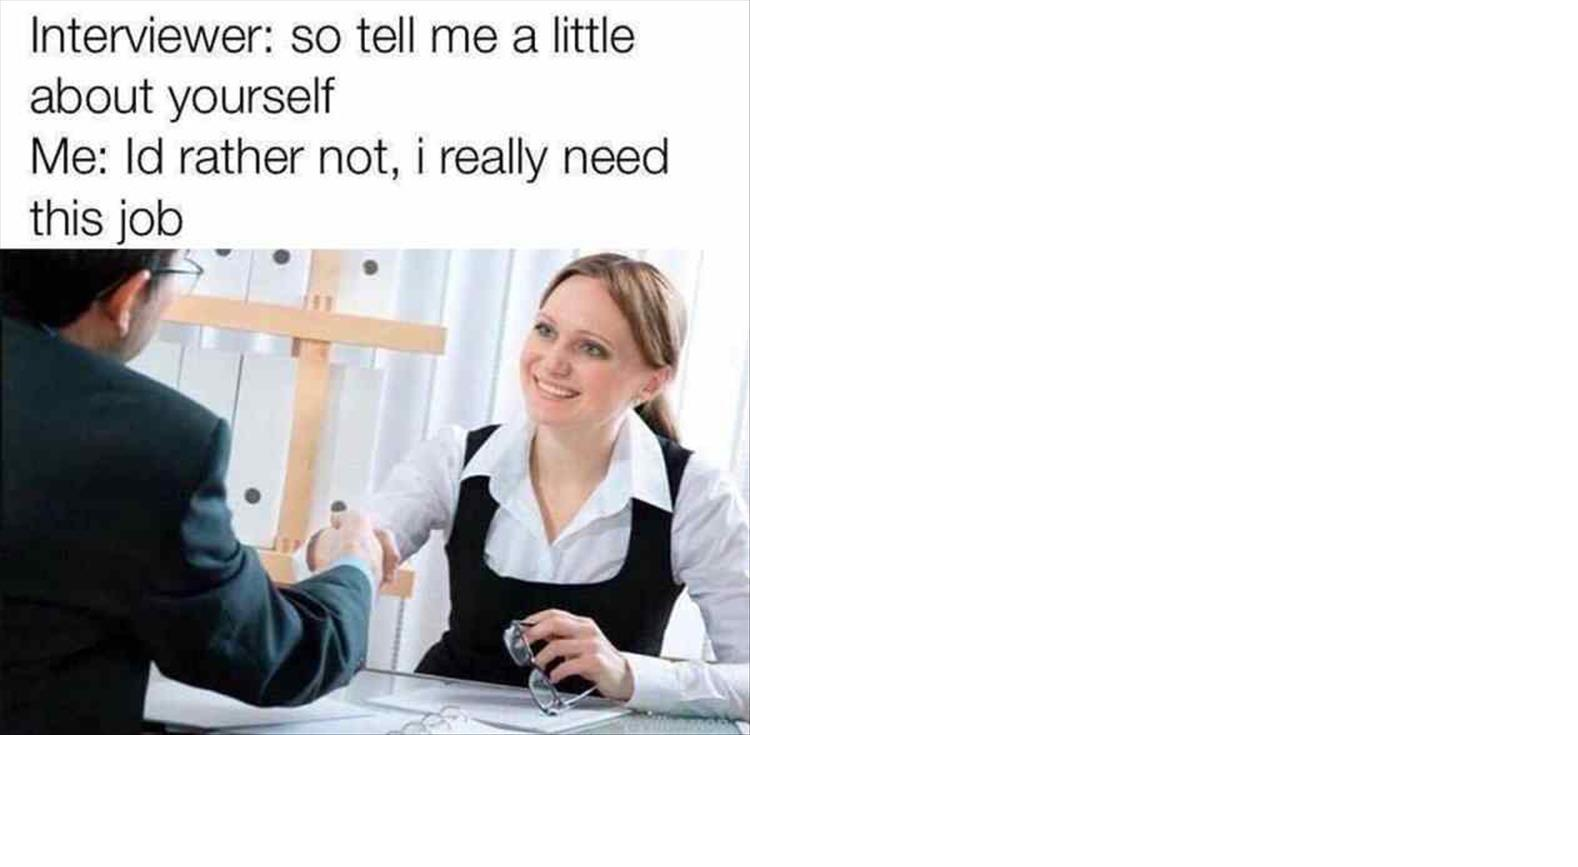 Interviewer: so tell me a little
about yourself
Me: Id rather not, i really need
this job